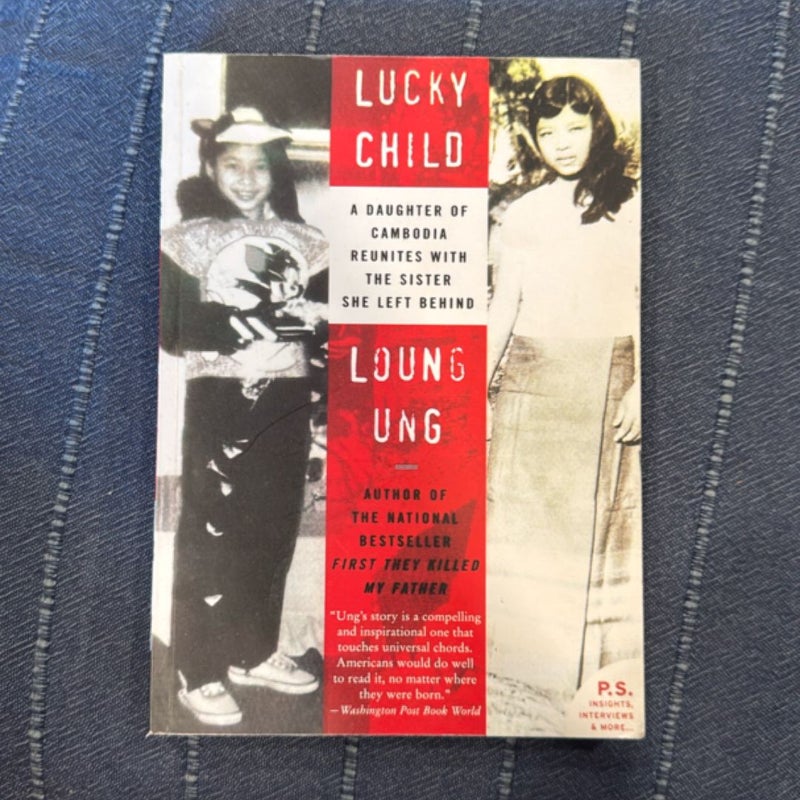 LUCKY
CHILD
A DAUGHTER OF
CAMBODIA
REUNITES WITH
THE SISTER
SHE LEFT BEHIND
LOUNG
UNG
AUTHOR OF
THE NATIONAL
BESTSELLER
FIRST THEY KILLED
MY FATHER
"Ung's story is a compelling
and inspirational one that
touches universal chords.
Americans would do well
to read it, no matter where
they were born."
—Washington Post Book World
P.S.
INSIGHTS,
INTERVIEWS
& MORE...